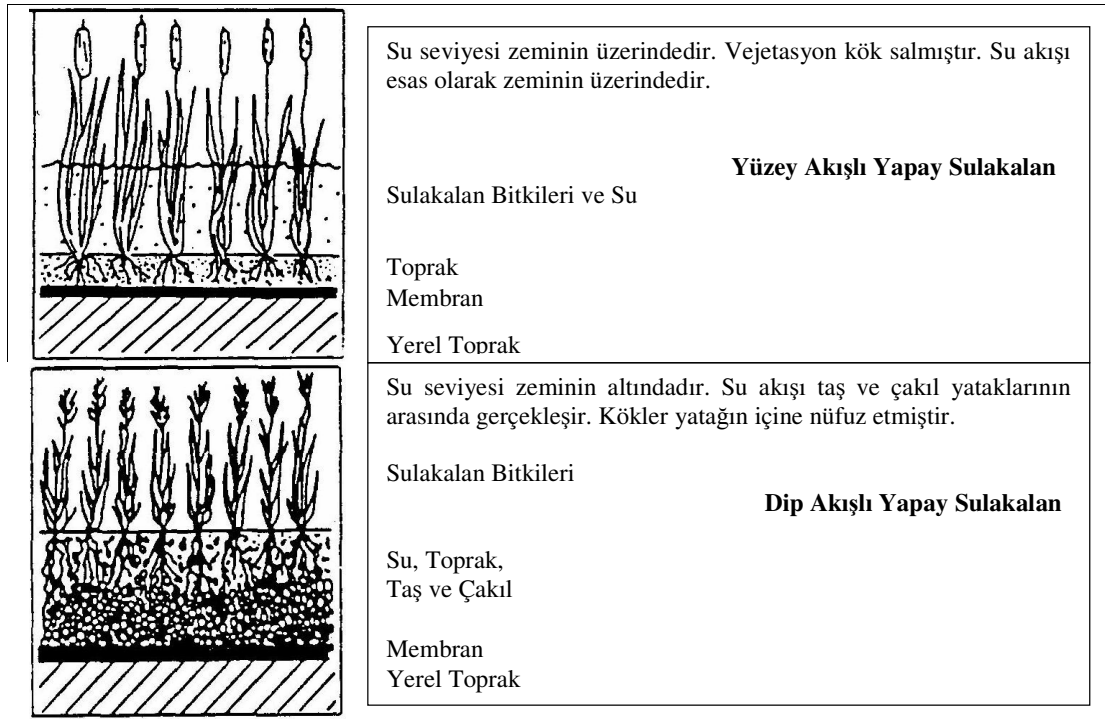 Su seviyesi zeminin üzerindedir. Vejetasyon kök salmıştır. Su akışı
esas olarak zeminin üzerindedir.
Yüzey Akışlı Yapay Sulakalan
Sulakalan Bitkileri ve Su
Toprak
Membran
Yerel Toprak
Su seviyesi zeminin altındadır. Su akışı taş ve çakıl yataklarının
arasında gerçekleşir. Kökler yatağın içine nüfuz etmiştir.
Sulakalan Bitkileri
Dip Akışlı Yapay Sulakalan
Su, Toprak,
Taş ve Çakıl
Membran
Yerel Toprak